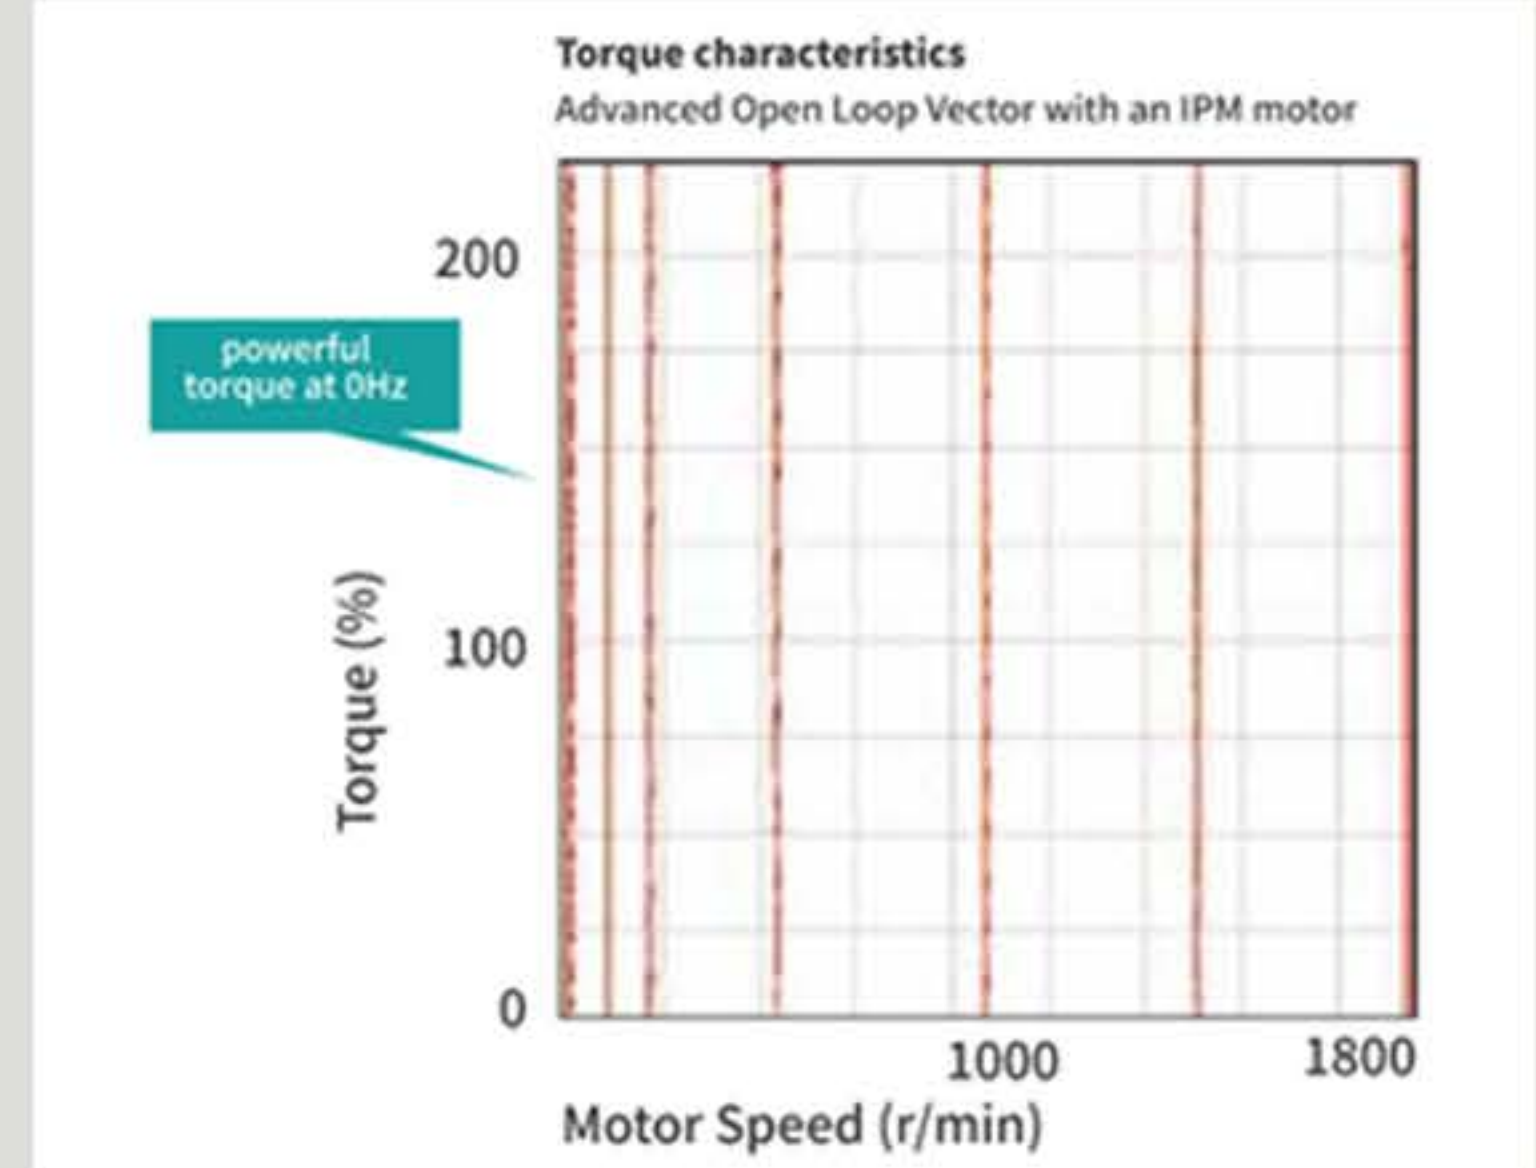 Torque characteristics
Advanced Open Loop Vector with an IPM motor
200
powerful
torque at 0Hz
Torque (%)
100
0
1000
1800
Motor Speed (r/min)